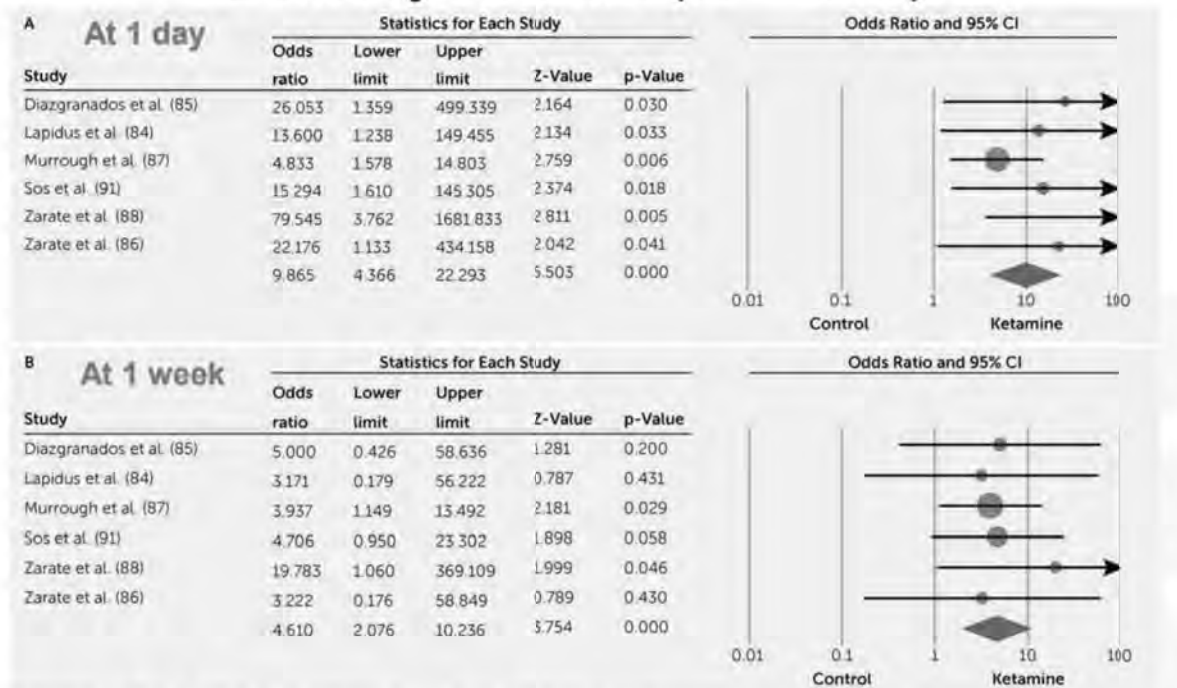 A At 1 day Statistics for Each Study Odds Ratio and 95% CI
Odds Lower Upper
Study ratio limit limit Z-Value p-Value
Diazgranados et al. (85) 26.053 1.359 499.339 2.164 0.030
Lapidus et al. (84) 13.600 1.238 149.455 2.134 0.033
Murrough et al. (87) 4.833 1.578 14.803 2.759 0.006
Sos et al. (91) 15.294 1.610 145.305 2.374 0.018
Zarate et al. (88) 79.545 3.762 1681.833 2.811 0.005
Zarate et al. (86) 22.176 1.133 434.158 2.042 0.041
9.865 4.366 22.293 5.503 0.000
0.01 0.1 1 10 100
Control Ketamine
B At 1 week Statistics for Each Study Odds Ratio and 95% CI
Odds Lower Upper
Study ratio limit limit Z-Value p-Value
Diazgranados et al. (85) 5.000 0.426 58.636 1.281 0.200
Lapidus et al. (84) 3.171 0.179 56.222 0.787 0.431
Murrough et al. (87) 3.937 1.149 13.492 2.181 0.029
Sos et al. (91) 4.706 0.950 23.302 1.898 0.058
Zarate et al. (88) 19.783 1.060 369.109 1.999 0.046
Zarate et al. (86) 3.222 0.176 58.849 0.789 0.430
4.610 2.076 10.236 3.754 0.000
0.01 0.1 1 10 100
Control Ketamine